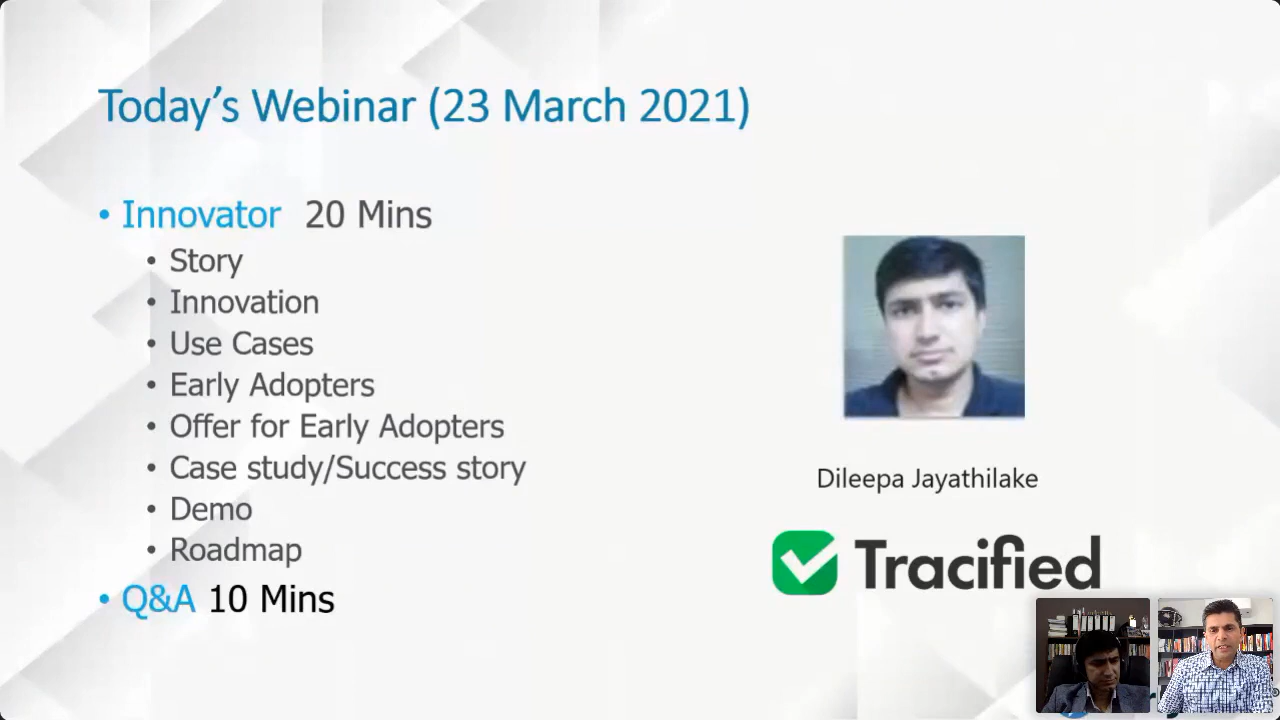 Today's Webinar (23 March 2021)
• Innovator 20 Mins
• Story
• Innovation
• Use Cases
• Early Adopters
• Offer for Early Adopters
• Case study/Success story
• Demo
• Roadmap
• Q&A 10 Mins
Dileepa Jayathilake
Tracified